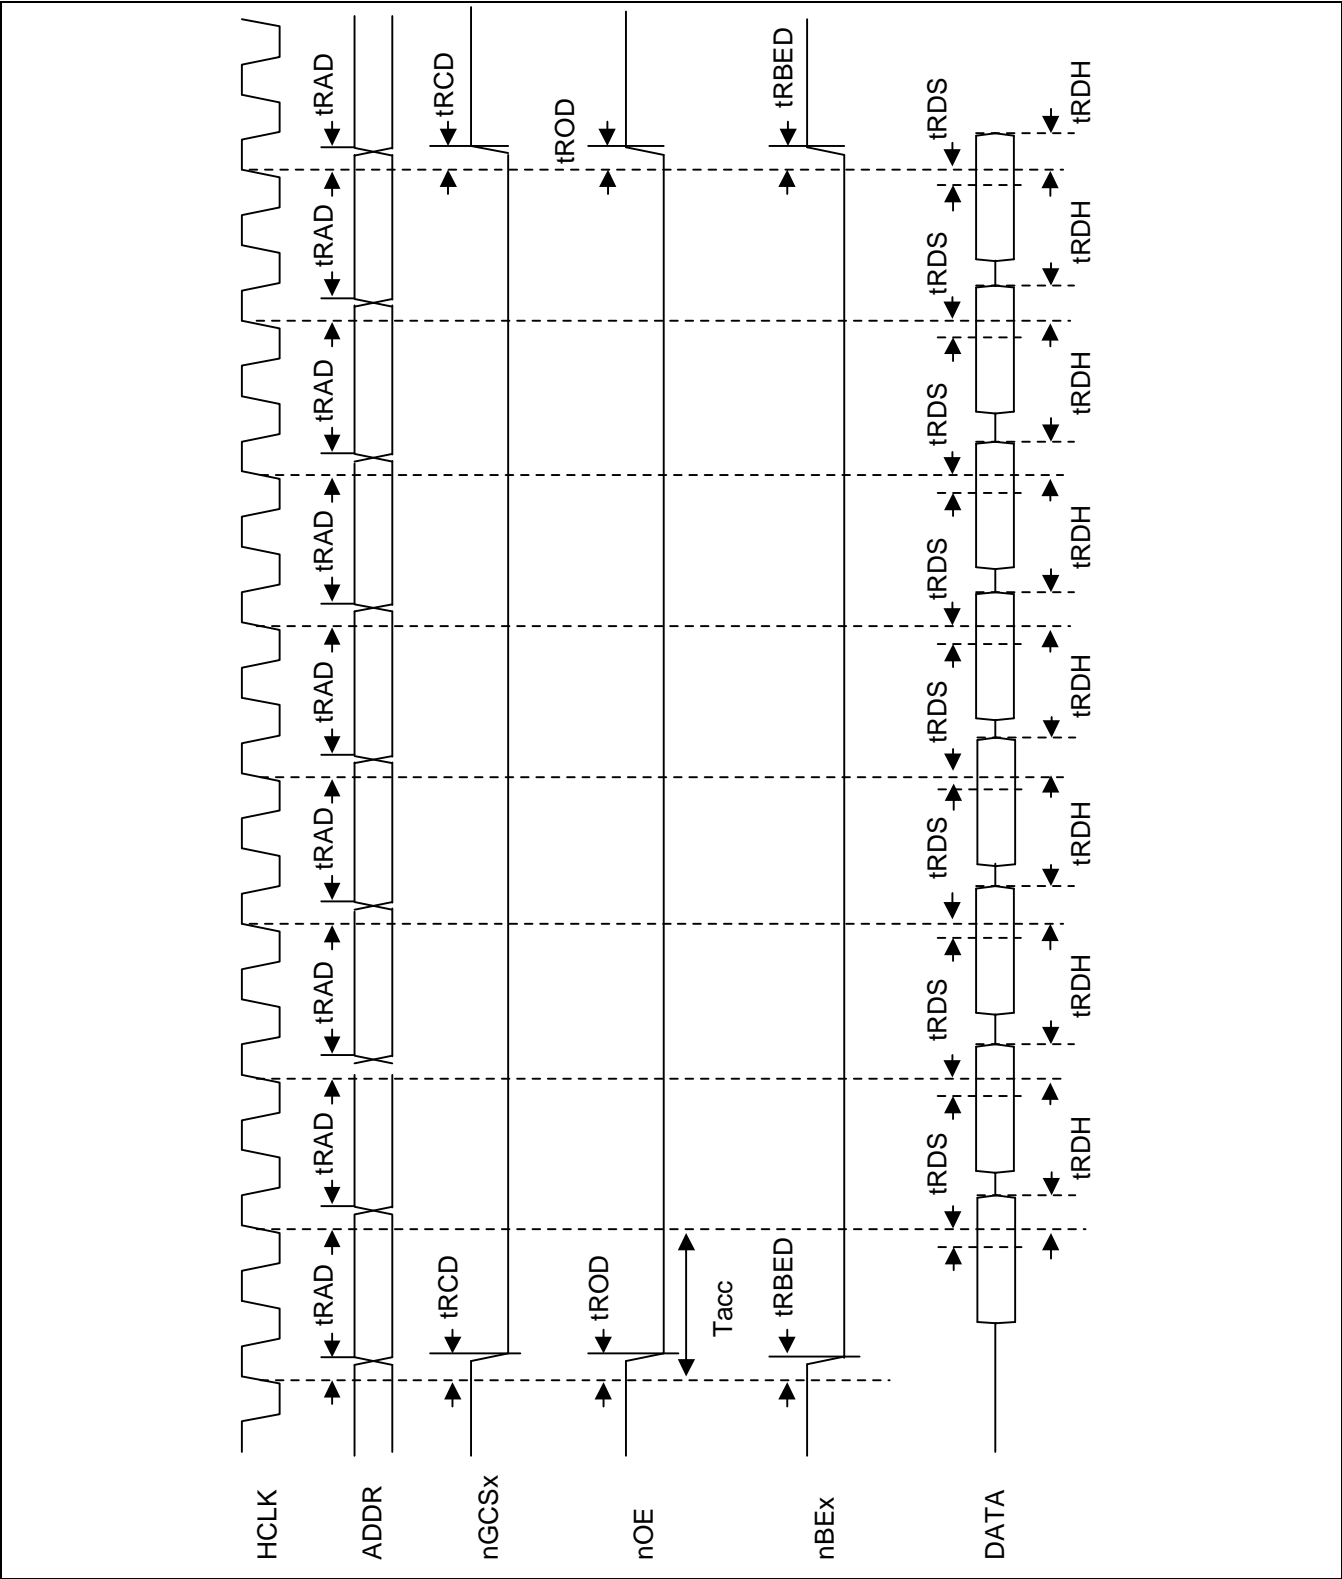 HCLK
tRAD tRAD tRAD tRAD tRAD tRAD tRAD tRAD tRAD
ADDR
tRCD tRCD
nGCSx
tROD tROD
nOE
Tacc
tRBED tRBED
nBEx
tRDS tRDS tRDS tRDS tRDS tRDS tRDS tRDS
DATA
tRDH tRDH tRDH tRDH tRDH tRDH tRDH tRDH